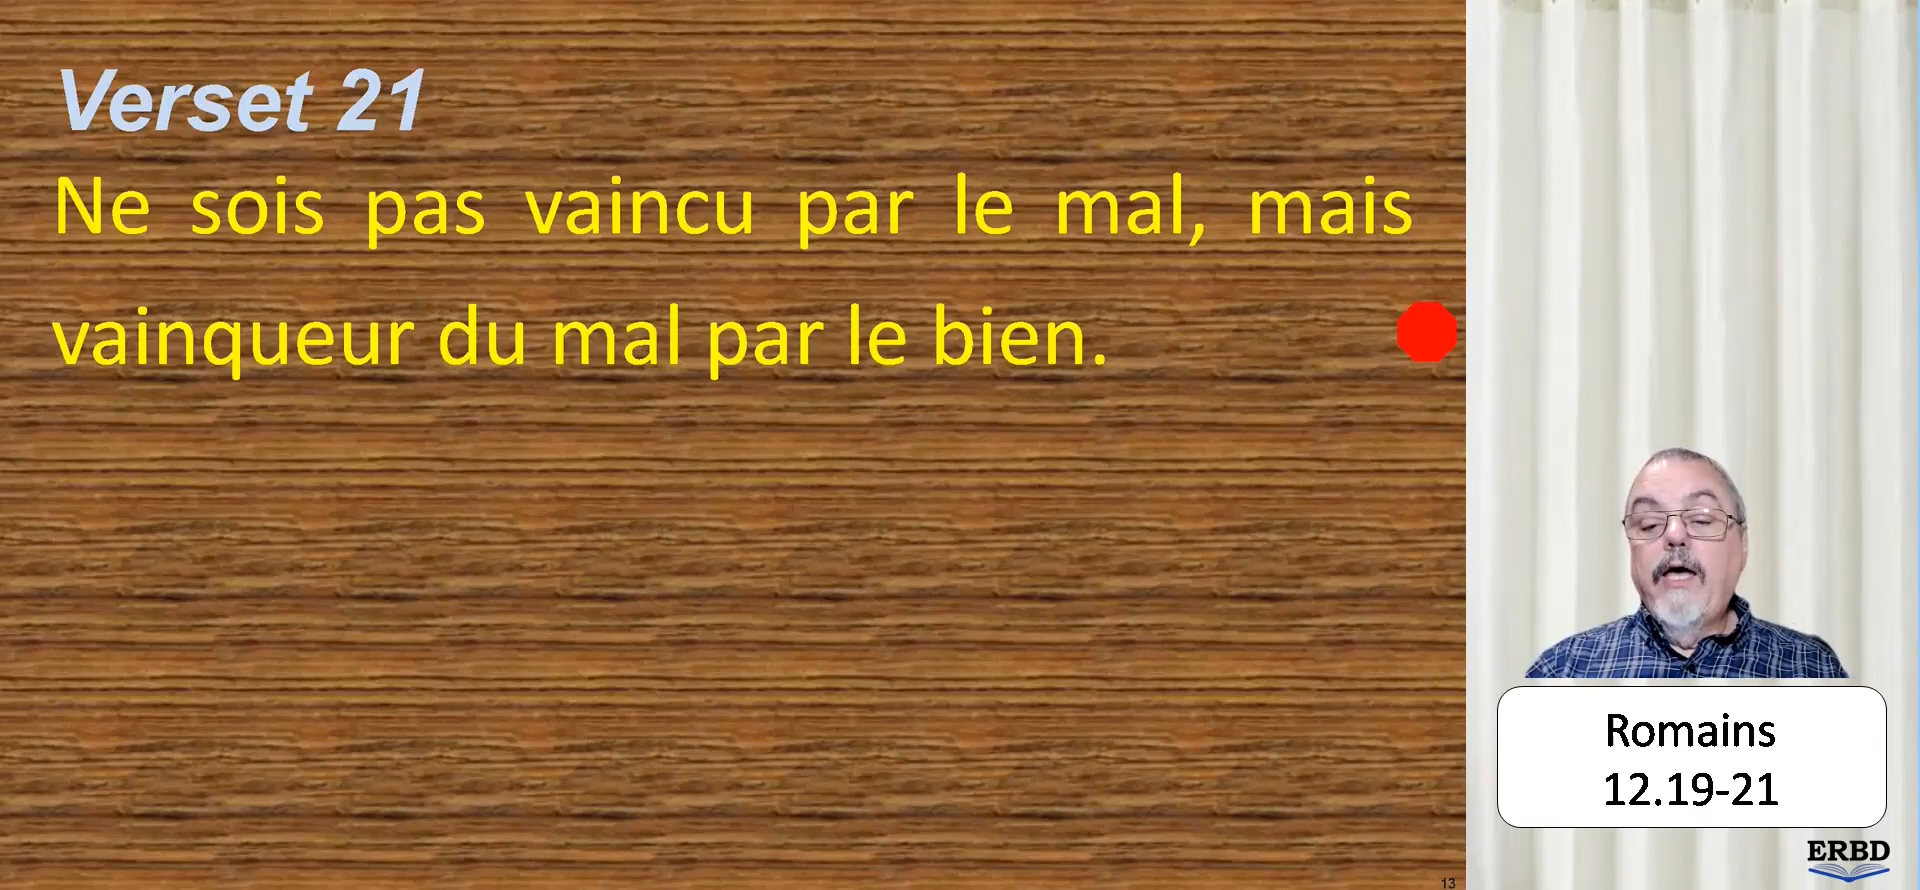 Verset 21
Ne sois pas vaincu par le mal, mais
vainqueur du mal par le bien.
Romains
12.19-21
ERBD
13